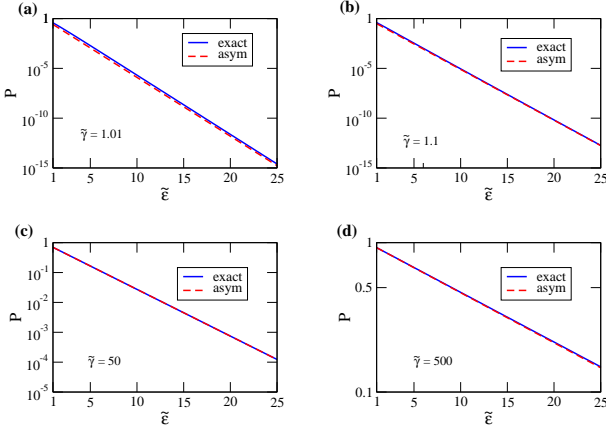 (a)
1
10^-5
10^-10
10^-15
P
exact
asym
γ̃ = 1.01
1 5 10 15 20 25
ε̃
(b)
1
10^-5
10^-10
10^-15
P
exact
asym
γ̃ = 1.1
1 5 10 15 20 25
ε̃
(c)
1
10^-1
10^-2
10^-3
10^-4
10^-5
P
exact
asym
γ̃ = 50
1 5 10 15 20 25
ε̃
(d)
1
0.5
0.1
P
exact
asym
γ̃ = 500
1 5 10 15 20 25
ε̃